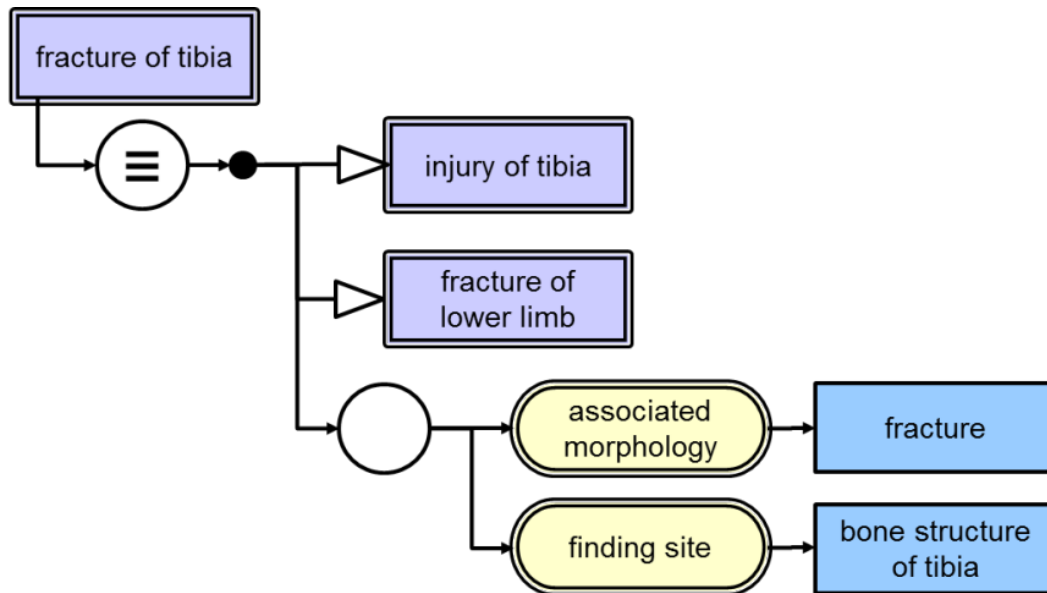 fracture of tibia
≡
injury of tibia
fracture of
lower limb
associated
morphology
fracture
finding site
bone structure
of tibia